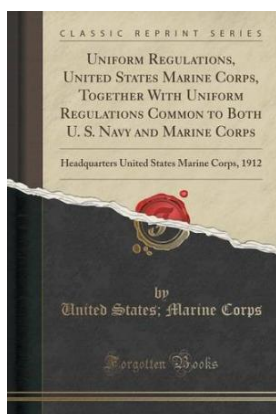 CLASSIC REPRINT SERIES
UNIFORM REGULATIONS,
UNITED STATES MARINE CORPS,
TOGETHER WITH UNIFORM
REGULATIONS COMMON TO BOTH
U. S. NAVY AND MARINE CORPS
Headquarters United States Marine Corps, 1912
F
by
United States; Marine Corps
Forgotten Books